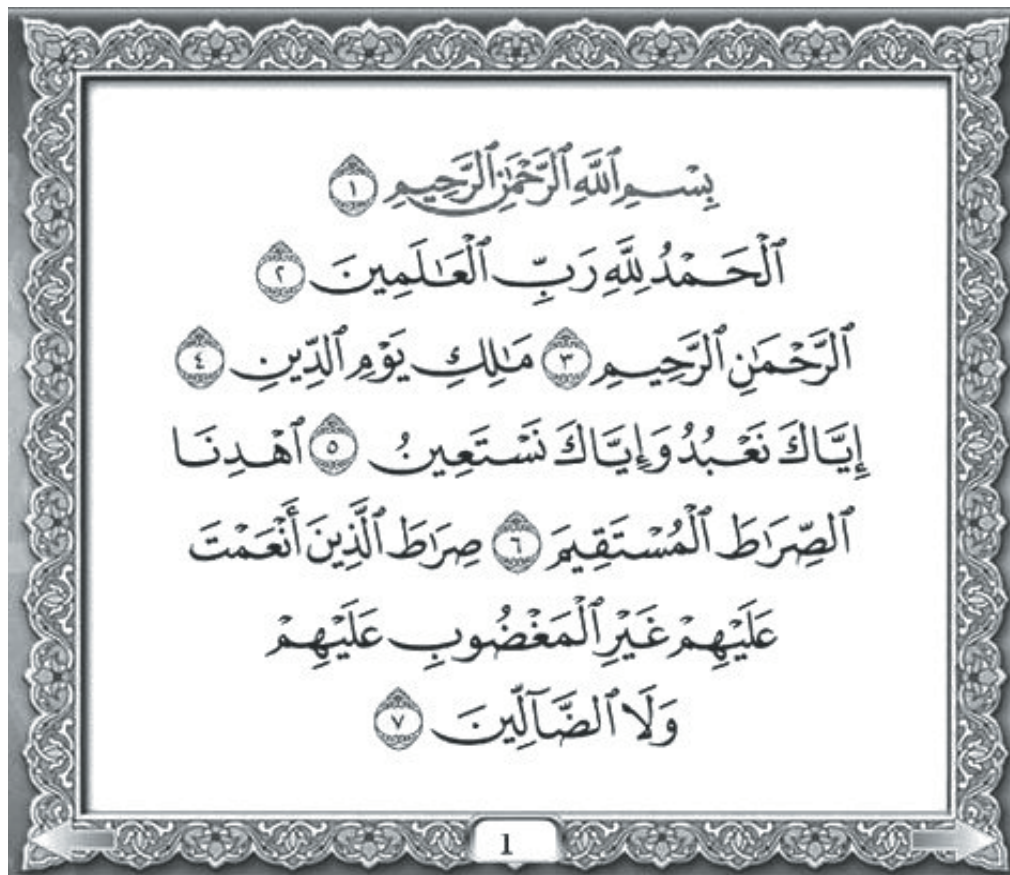 بِسْمِ ٱللَّهِ ٱلرَّحْمَٰنِ ٱلرَّحِيمِ ١
ٱلْحَمْدُ لِلَّهِ رَبِّ ٱلْعَٰلَمِينَ ٢
ٱلرَّحْمَٰنِ ٱلرَّحِيمِ ٣ مَٰلِكِ يَوْمِ ٱلدِّينِ ٤
إِيَّاكَ نَعْبُدُ وَإِيَّاكَ نَسْتَعِينُ ٥ ٱهْدِنَا
ٱلصِّرَٰطَ ٱلْمُسْتَقِيمَ ٦ صِرَٰطَ ٱلَّذِينَ أَنْعَمْتَ
عَلَيْهِمْ غَيْرِ ٱلْمَغْضُوبِ عَلَيْهِمْ
وَلَا ٱلضَّآلِّينَ ٧
1